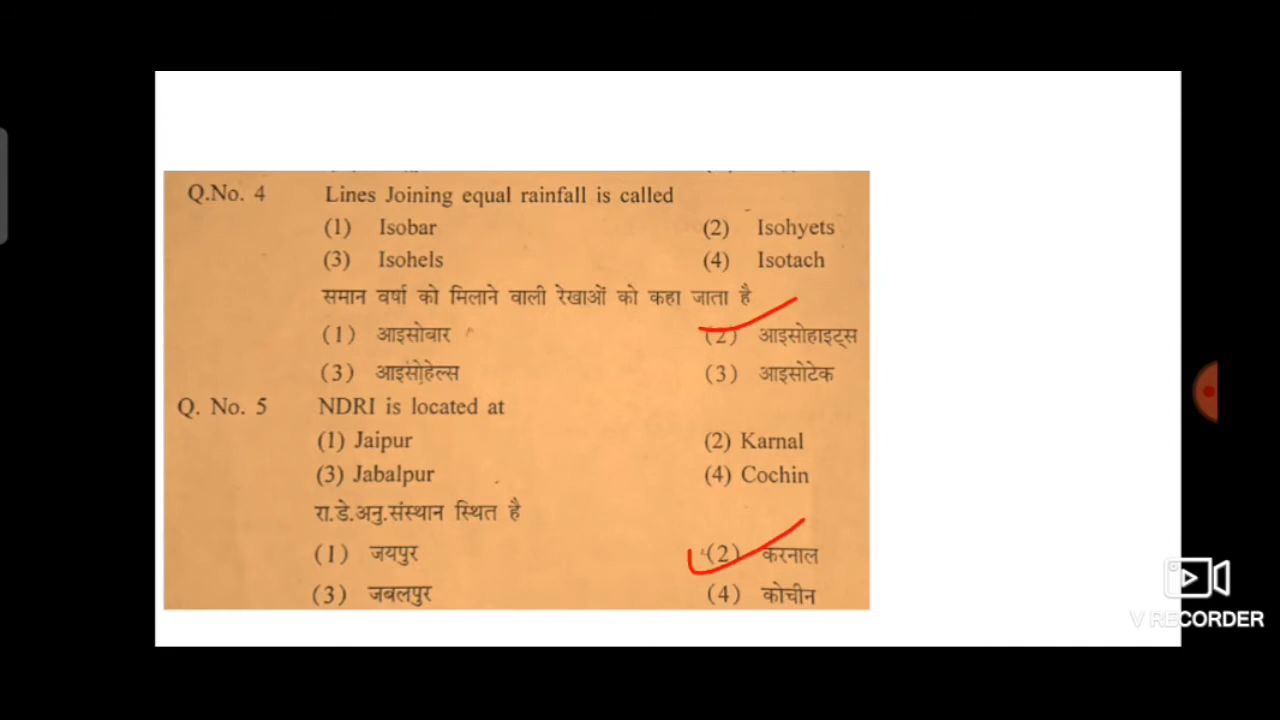 Q.No. 4 Lines Joining equal rainfall is called
(1) Isobar (2) Isohyets
(3) Isohels (4) Isotach
समान वर्षा को मिलाने वाली रेखाओं को कहा जाता है
(1) आइसोबार (2) आइसोहाइट्स
(3) आइसोहेल्स (3) आइसोटेक
Q. No. 5 NDRI is located at
(1) Jaipur (2) Karnal
(3) Jabalpur (4) Cochin
रा.डे.अनु.संस्थान स्थित है
(1) जयपुर (2) करनाल
(3) जबलपुर (4) कोचीन
V RECORDER